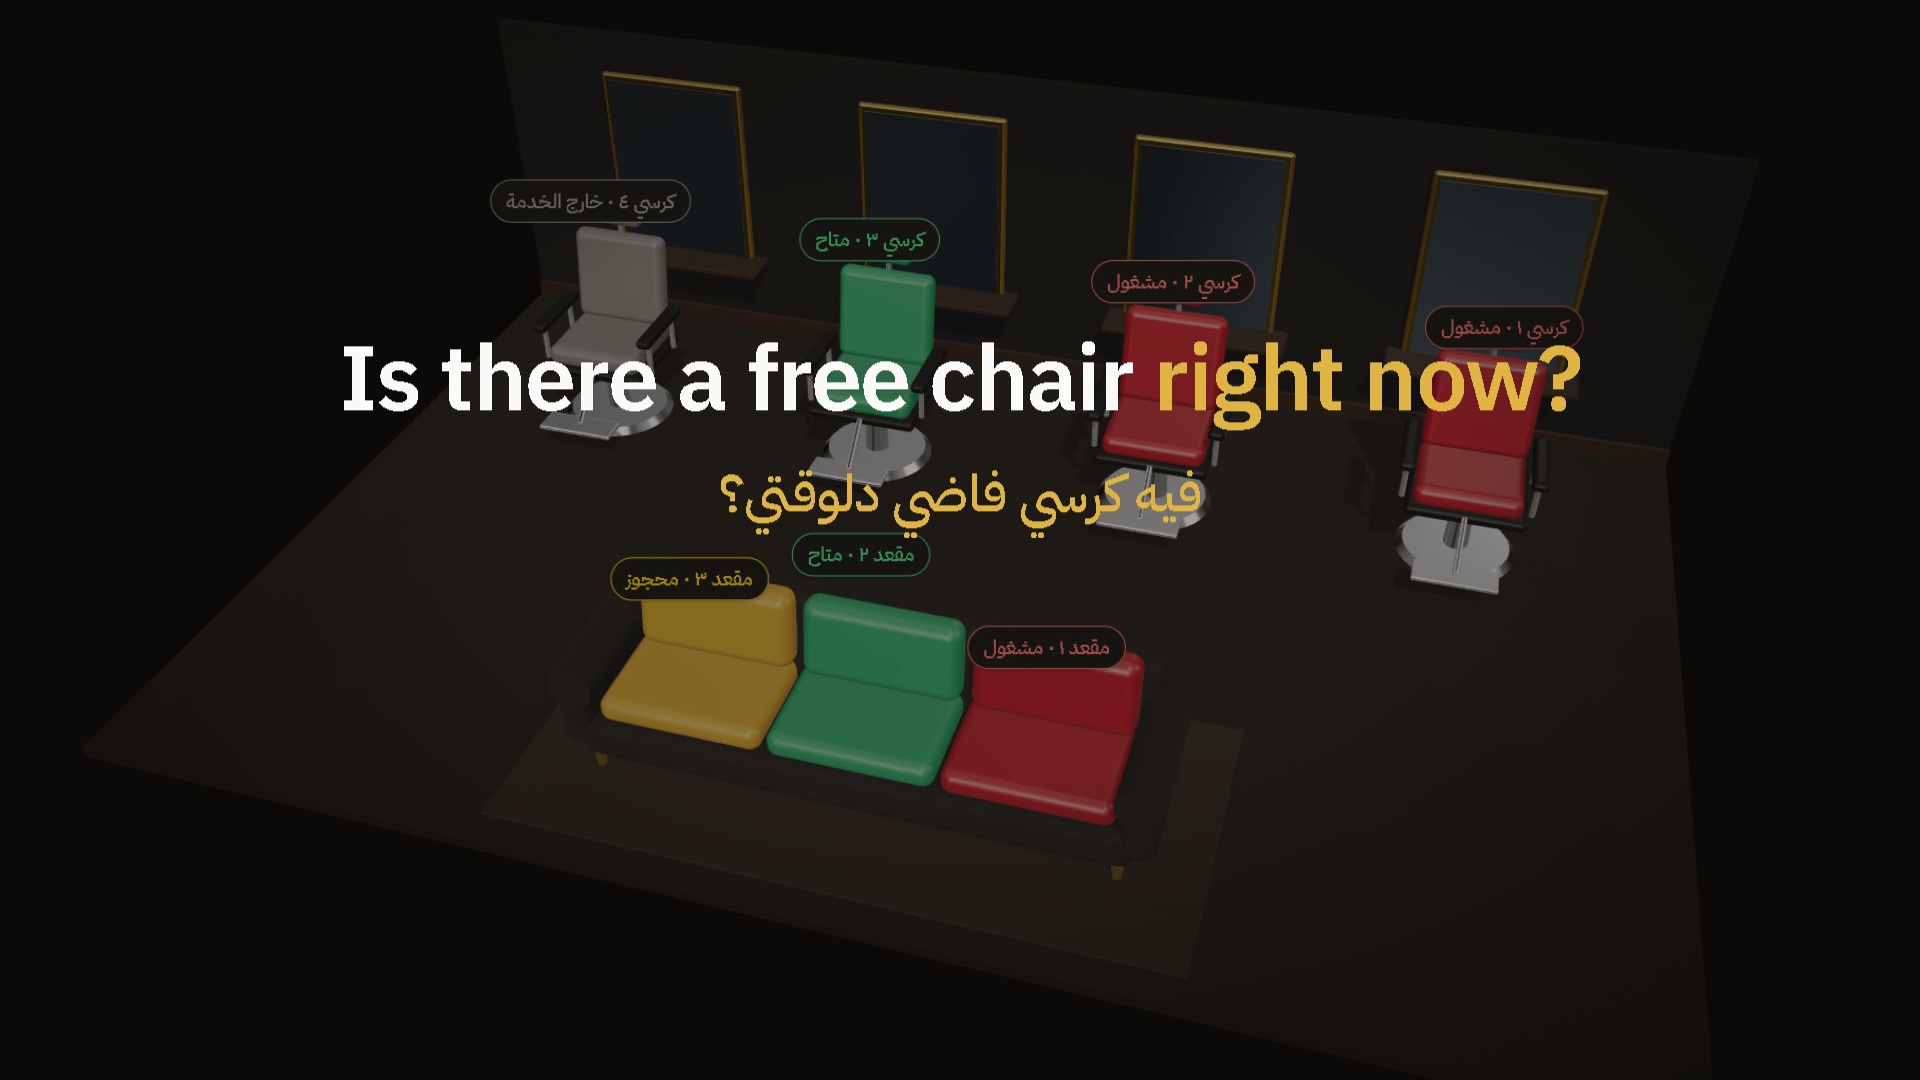 كرسي ٤ · خارج الخدمة
كرسي ٣ · متاح
كرسي ٢ · مشغول
كرسي ١ · مشغول
Is there a free chair right now?
فيه كرسي فاضي دلوقتي؟
مقعد ٢ · متاح
مقعد ٣ · محجوز
مقعد ١ · مشغول